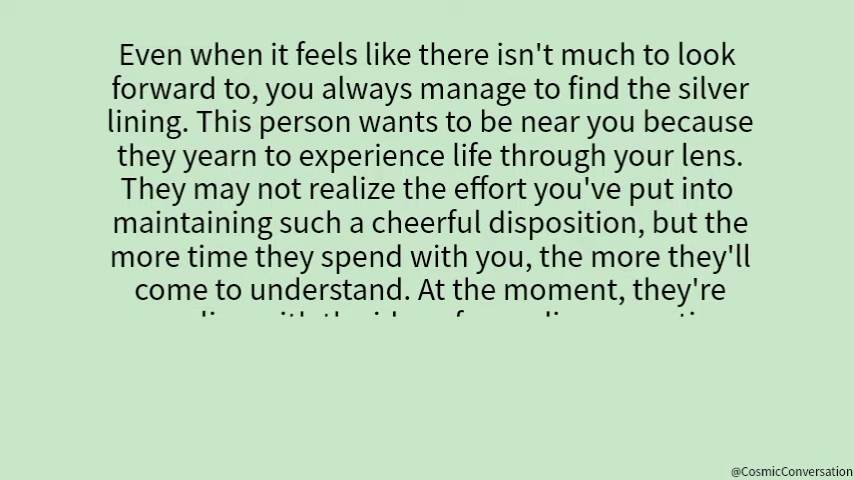 Even when it feels like there isn't much to look
forward to, you always manage to find the silver
lining. This person wants to be near you because
they yearn to experience life through your lens.
They may not realize the effort you've put into
maintaining such a cheerful disposition, but the
more time they spend with you, the more they'll
come to understand. At the moment, they're
@CosmicConversation